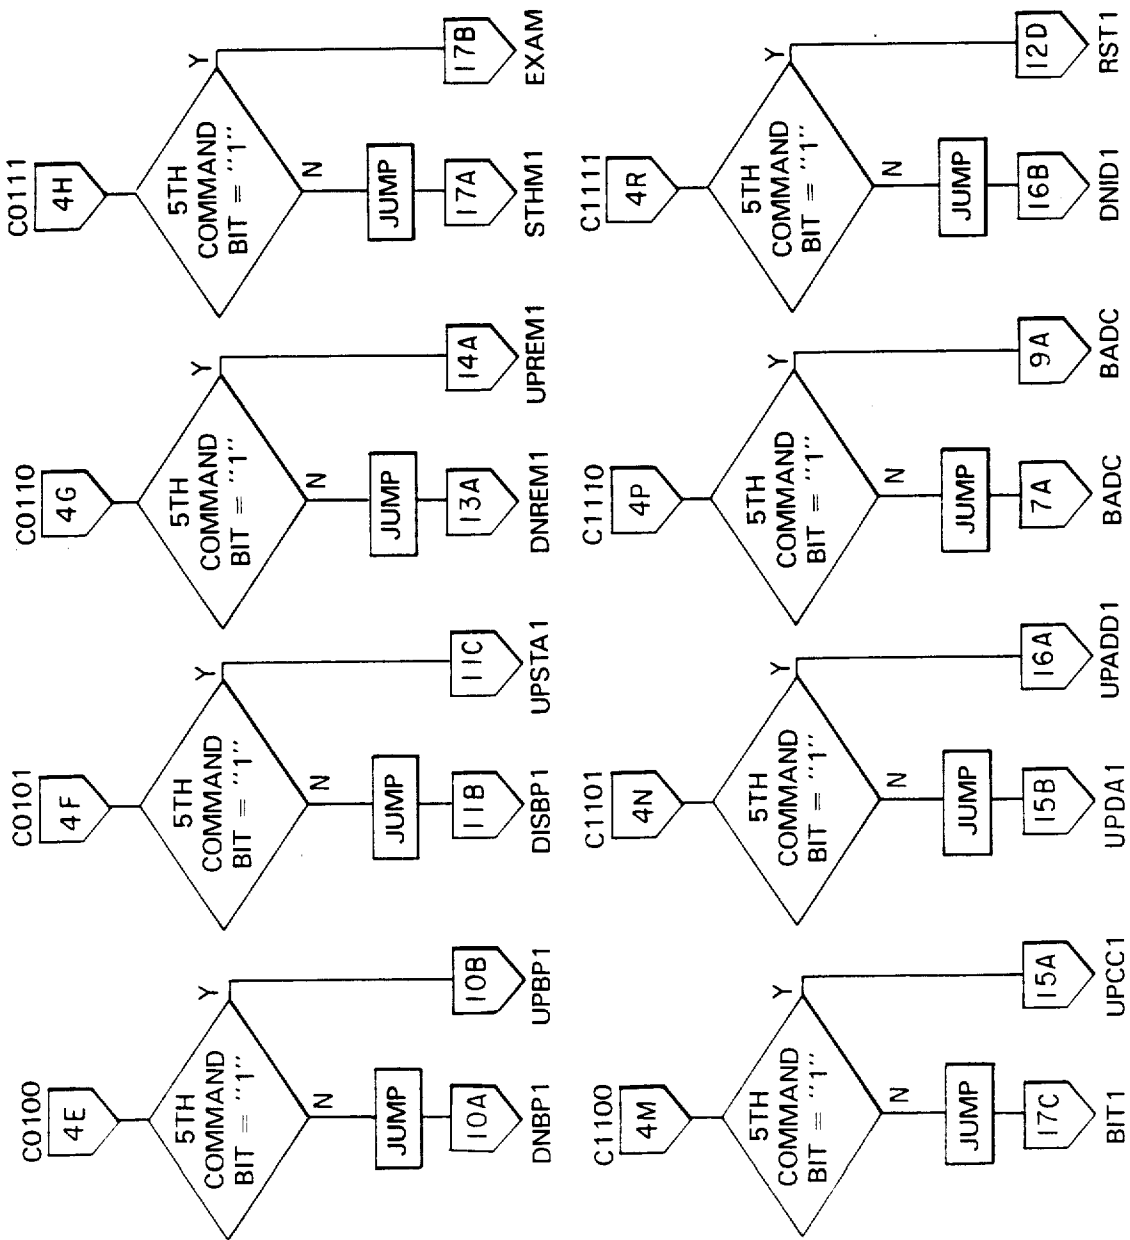 C0100
4E
5TH
COMMAND
BIT = "1"
Y
N
JUMP
10A
DNBP1
10B
UPBP1
C0101
4F
5TH
COMMAND
BIT = "1"
Y
N
JUMP
11B
DISBP1
11C
UPSTA1
C0110
4G
5TH
COMMAND
BIT = "1"
Y
N
JUMP
13A
DNREM1
14A
UPREM1
C0111
4H
5TH
COMMAND
BIT = "1"
Y
N
JUMP
17A
STHM1
17B
EXAM
C1100
4M
5TH
COMMAND
BIT = "1"
Y
N
JUMP
17C
BIT1
15A
UPCC1
C1101
4N
5TH
COMMAND
BIT = "1"
Y
N
JUMP
15B
UPDA1
16A
UPADD1
C1110
4P
5TH
COMMAND
BIT = "1"
Y
N
JUMP
7A
BADC
9A
BADC
C1111
4R
5TH
COMMAND
BIT = "1"
Y
N
JUMP
16B
DNID1
12D
RST1